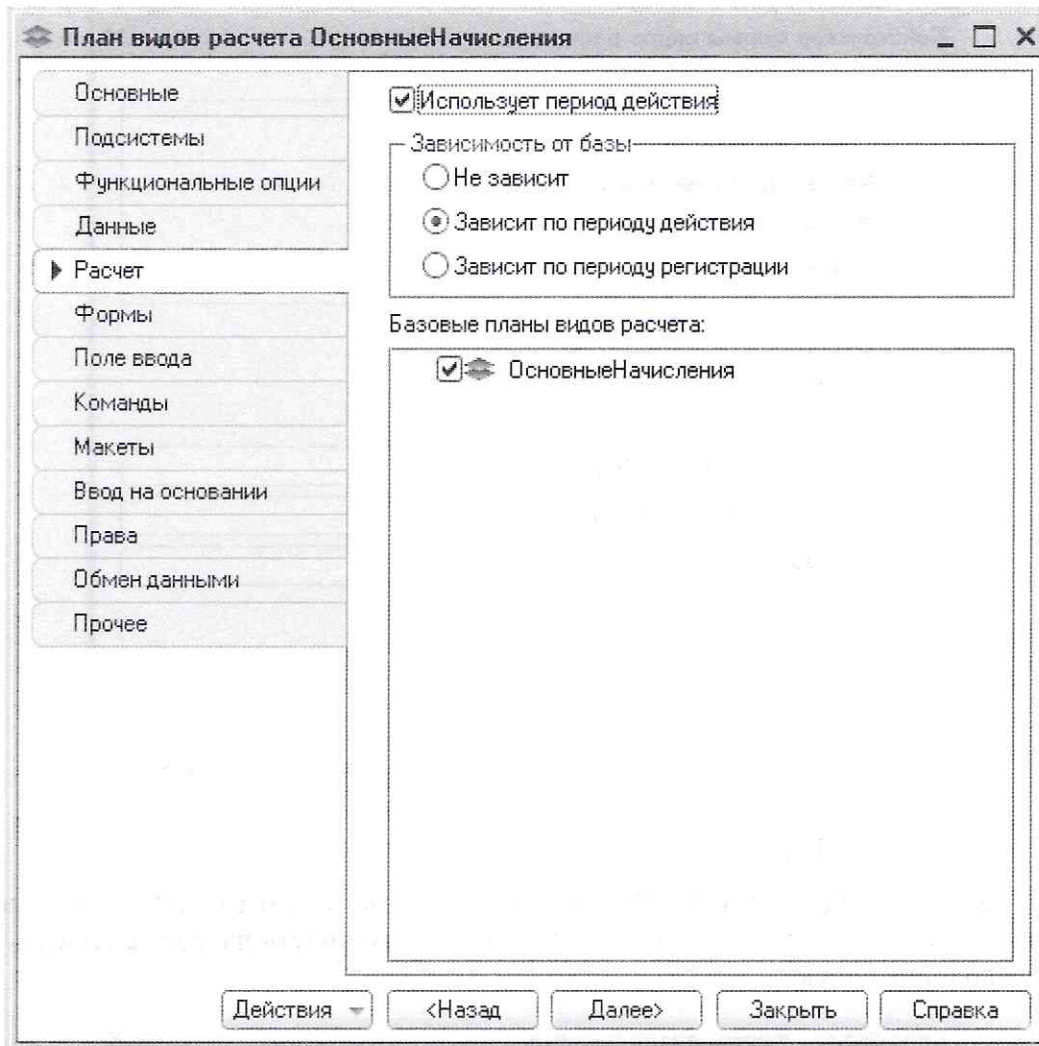 План видов расчета ОсновныеНачисления
Основные
Подсистемы
Функциональные опции
Данные
Расчет
Формы
Поле ввода
Команды
Макеты
Ввод на основании
Права
Обмен данными
Прочее
Использует период действия
Зависимость от базы
Не зависит
Зависит по периоду действия
Зависит по периоду регистрации
Базовые планы видов расчета:
ОсновныеНачисления
Действия
<Назад
Далее>
Закрыть
Справка